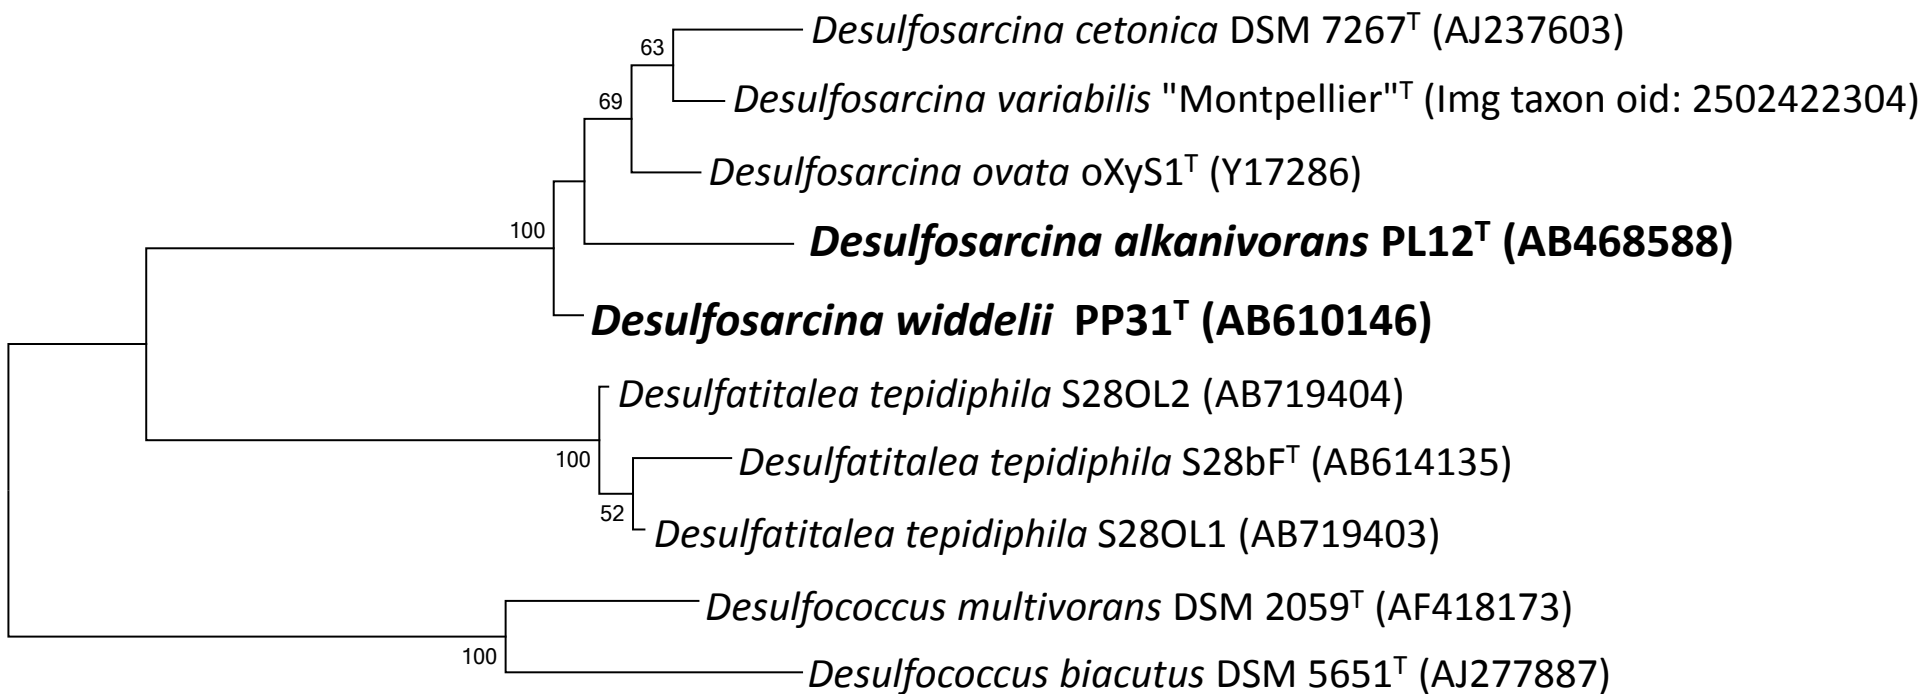 Desulfosarcina cetonica DSM 7267ᵀ (AJ237603)
63
Desulfosarcina variabilis "Montpellier"ᵀ (Img taxon oid: 2502422304)
69
Desulfosarcina ovata oXyS1ᵀ (Y17286)
100
Desulfosarcina alkanivorans PL12ᵀ (AB468588)
Desulfosarcina widdelii PP31ᵀ (AB610146)
Desulfatitalea tepidiphila S28OL2 (AB719404)
100
Desulfatitalea tepidiphila S28bFᵀ (AB614135)
52
Desulfatitalea tepidiphila S28OL1 (AB719403)
Desulfococcus multivorans DSM 2059ᵀ (AF418173)
100
Desulfococcus biacutus DSM 5651ᵀ (AJ277887)